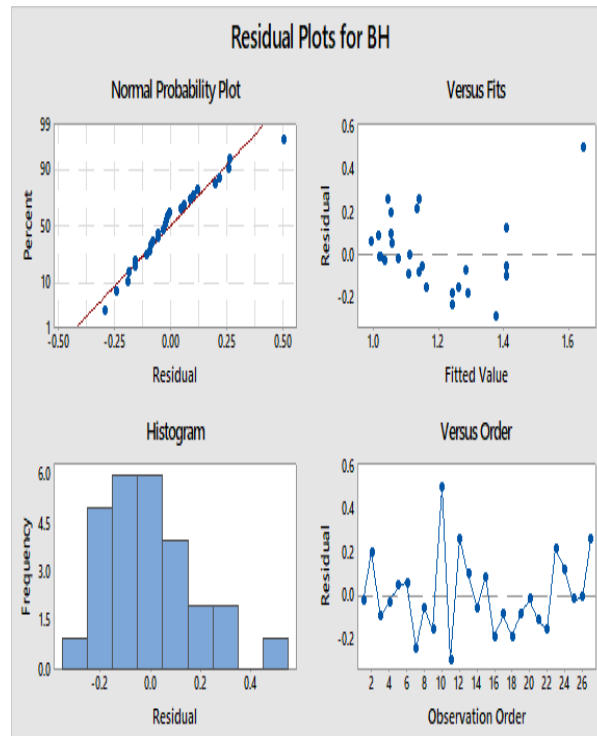 Residual Plots for BH
Normal Probability Plot
Versus Fits
99
90
50
10
1
Percent
-0.50 -0.25 0.00 0.25 0.50
Residual
0.6
0.4
0.2
0.0
-0.2
Residual
1.0 1.2 1.4 1.6
Fitted Value
Histogram
Versus Order
6.0
4.5
3.0
1.5
0.0
Frequency
-0.2 0.0 0.2 0.4
Residual
0.6
0.4
0.2
0.0
-0.2
Residual
2 4 6 8 10 12 14 16 18 20 22 24 26
Observation Order